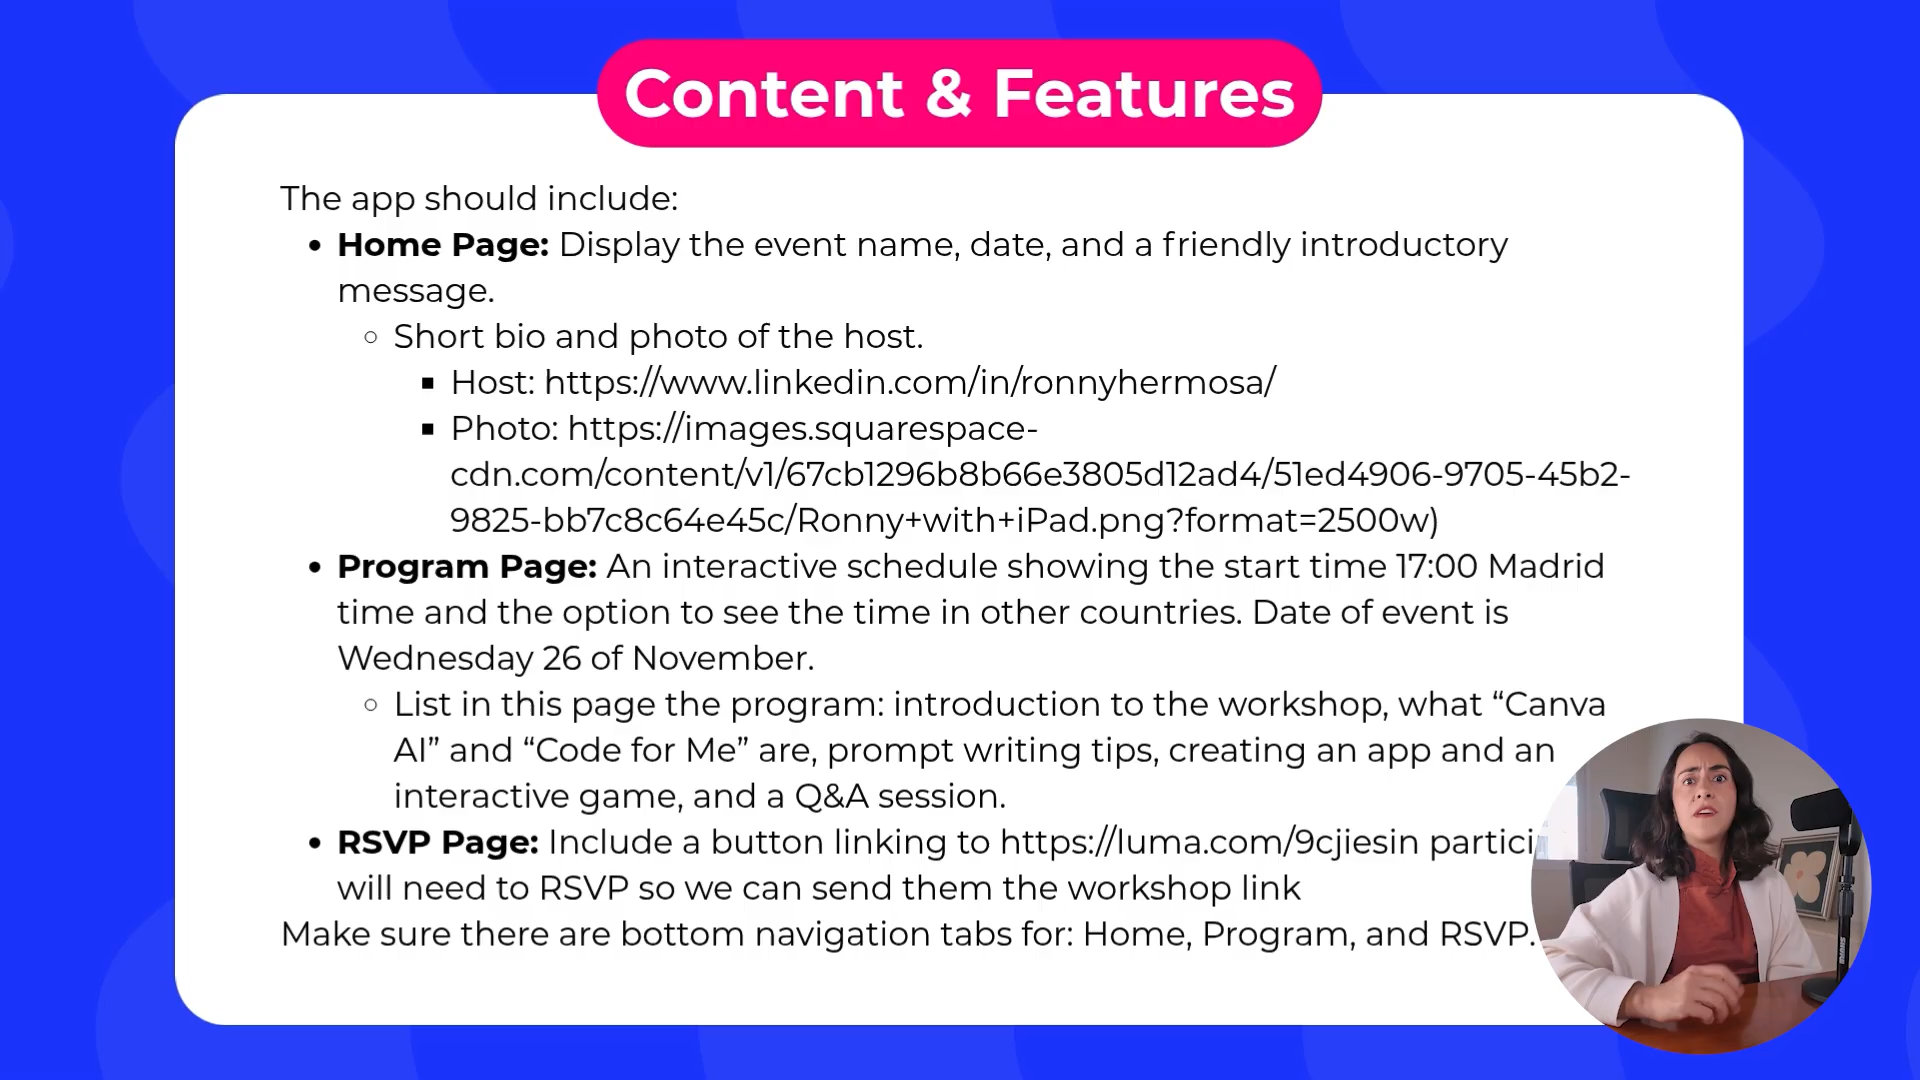 Content & Features
The app should include:
• Home Page: Display the event name, date, and a friendly introductory
message.
○ Short bio and photo of the host.
▪ Host: https://www.linkedin.com/in/ronnyhermosa/
▪ Photo: https://images.squarespace-
cdn.com/content/v1/67cb1296b8b66e3805d12ad4/51ed4906-9705-45b2-
9825-bb7c8c64e45c/Ronny+with+iPad.png?format=2500w)
• Program Page: An interactive schedule showing the start time 17:00 Madrid
time and the option to see the time in other countries. Date of event is
Wednesday 26 of November.
○ List in this page the program: introduction to the workshop, what “Canva
AI” and “Code for Me” are, prompt writing tips, creating an app and an
interactive game, and a Q&A session.
• RSVP Page: Include a button linking to https://luma.com/9cjiesin
will need to RSVP so we can send them the workshop link
Make sure there are bottom navigation tabs for: Home, Program, and RSVP.